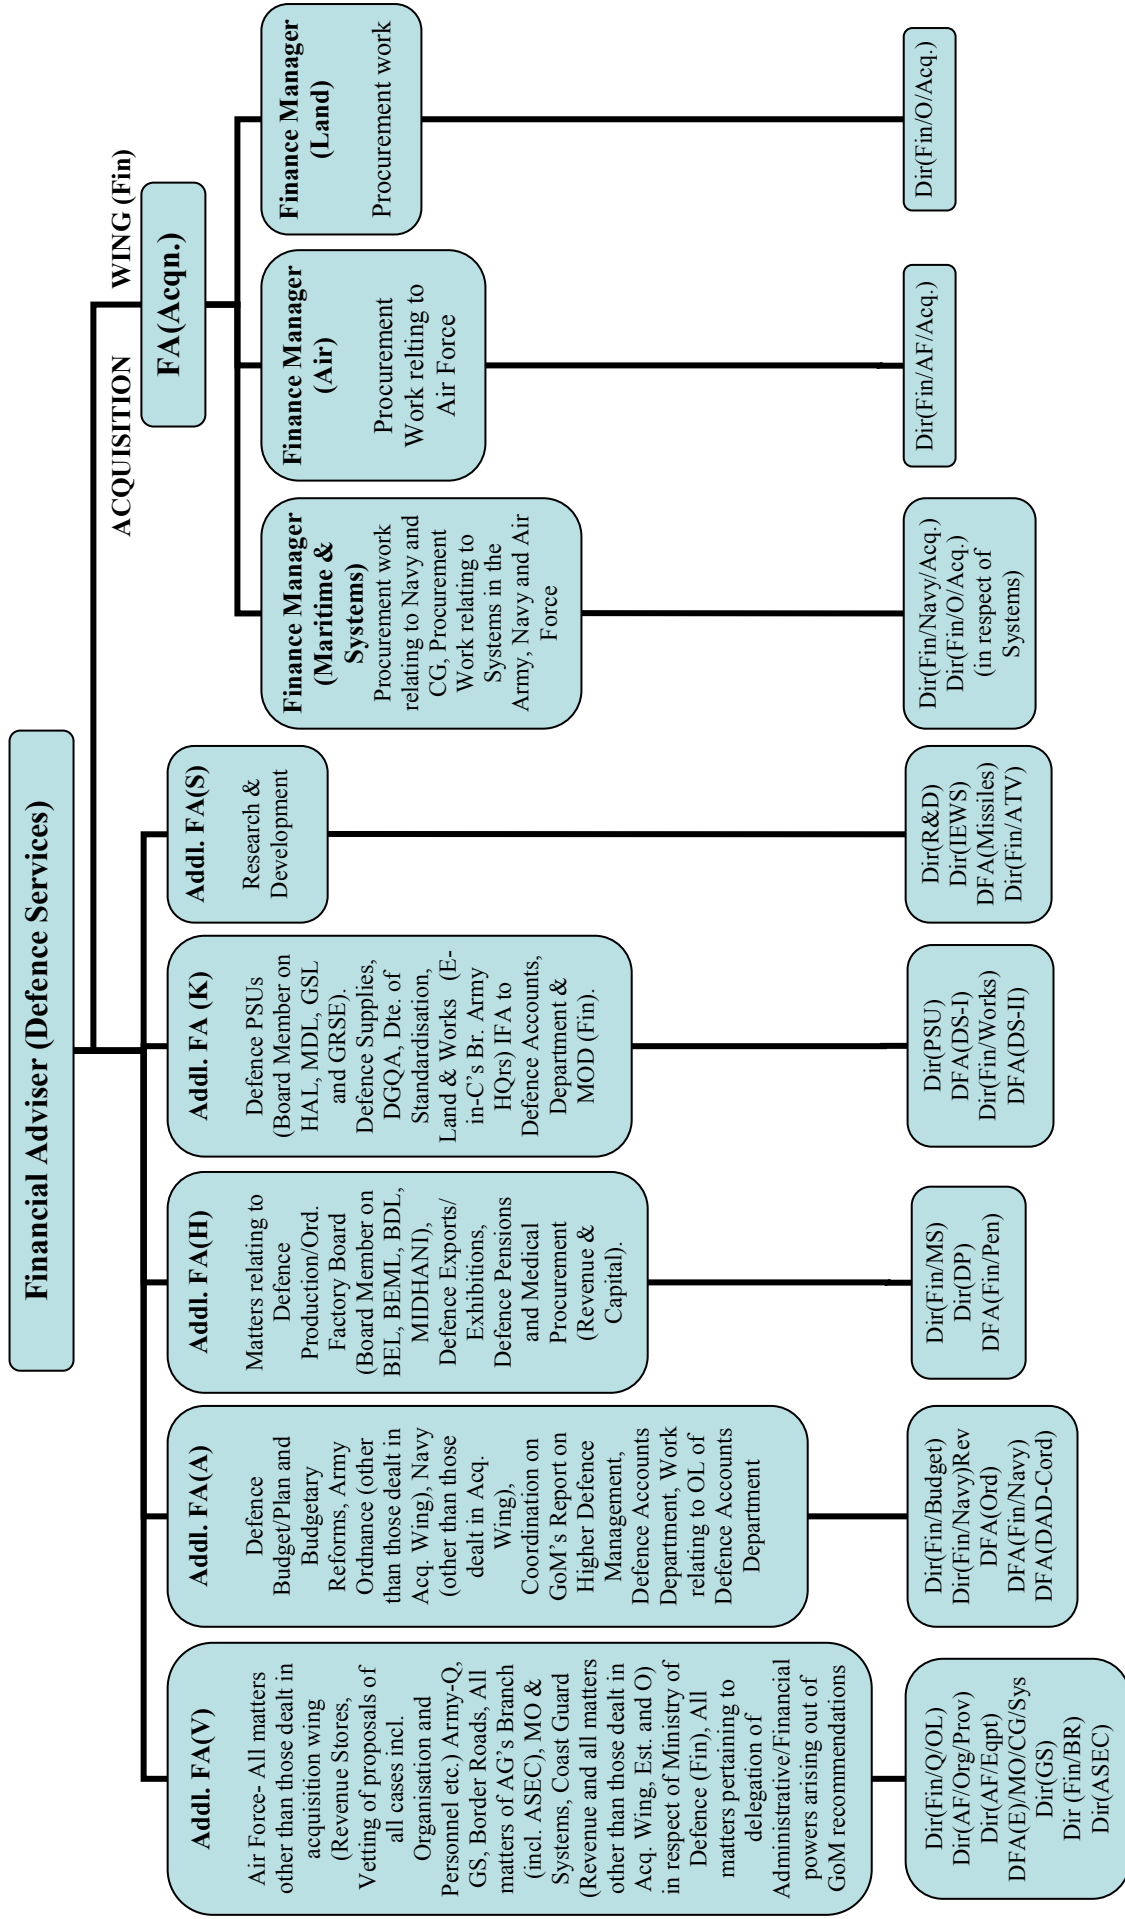 Financial Adviser (Defence Services)
ACQUISITION WING (Fin)
FA(Acqn.)
Addl. FA(V)
Air Force- All matters
other than those dealt in
acquisition wing
(Revenue Stores,
Vetting of proposals of
all cases incl.
Organisation and
Personnel etc.) Army-Q,
GS, Border Roads, All
matters of AG's Branch
(incl. ASEC), MO &
Systems, Coast Guard
(Revenue and all matters
other than those dealt in
Acq. Wing, Est. and O)
in respect of Ministry of
Defence (Fin), All
matters pertaining to
delegation of
Administrative/Financial
powers arising out of
GoM recommendations
Dir(Fin/Q/OL)
Dir(AF/Org/Prov)
Dir(AF/Eqpt)
DFA(E)/MO/CG/Sys
Dir(GS)
Dir (Fin/BR)
Dir(ASEC)
Addl. FA(A)
Defence
Budget/Plan and
Budgetary
Reforms, Army
Ordnance (other
than those dealt in
Acq. Wing), Navy
(other than those
dealt in Acq.
Wing),
Coordination on
GoM's Report on
Higher Defence
Management,
Defence Accounts
Department, Work
relating to OL of
Defence Accounts
Department
Dir(Fin/Budget)
Dir(Fin/Navy)Rev
DFA(Ord)
DFA(Fin/Navy)
DFA(DAD-Cord)
Addl. FA(H)
Matters relating to
Defence
Production/Ord.
Factory Board
(Board Member on
BEL, BEML, BDL,
MIDHANI),
Defence Exports/
Exhibitions,
Defence Pensions
and Medical
Procurement
(Revenue &
Capital).
Dir(Fin/MS)
Dir(DP)
DFA(Fin/Pen)
Addl. FA (K)
Defence PSUs
(Board Member on
HAL, MDL, GSL
and GRSE).
Defence Supplies,
DGQA, Dte. of
Standardisation,
Land & Works (E-
in-C's Br. Army
HQrs) IFA to
Defence Accounts,
Department &
MOD (Fin).
Dir(PSU)
DFA(DS-I)
Dir(Fin/Works)
DFA(DS-II)
Addl. FA(S)
Research &
Development
Dir(R&D)
Dir(IEWS)
DFA(Missiles)
Dir(Fin/ATV)
Finance Manager
(Maritime &
Systems)
Procurement work
relating to Navy and
CG, Procurement
Work relating to
Systems in the
Army, Navy and Air
Force
Dir(Fin/Navy/Acq.)
Dir(Fin/O/Acq.)
(in respect of
Systems)
Finance Manager
(Air)
Procurement
Work relting to
Air Force
Dir(Fin/AF/Acq.)
Finance Manager
(Land)
Procurement work
Dir(Fin/O/Acq.)